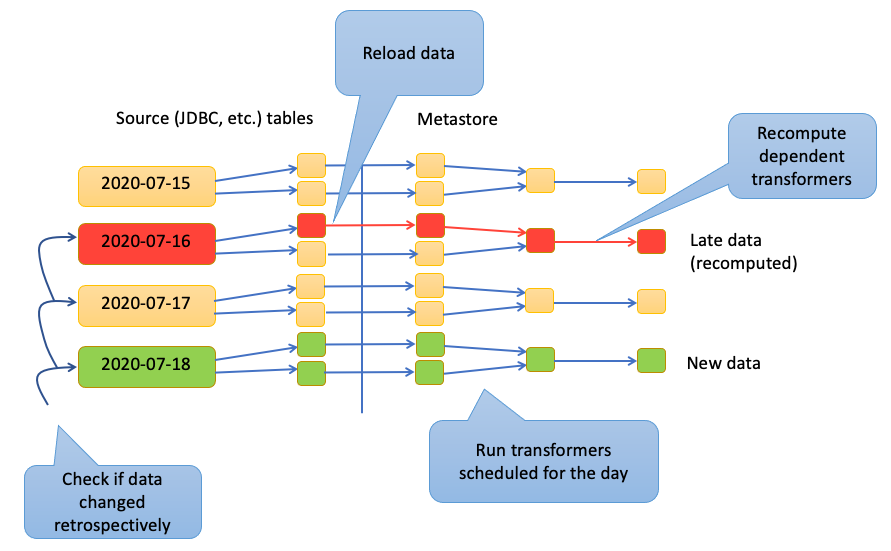 Reload data
Source (JDBC, etc.) tables
Metastore
Recompute
dependent
transformers
2020-07-15
2020-07-16
Late data
(recomputed)
2020-07-17
2020-07-18
New data
Run transformers
scheduled for the day
Check if data
changed
retrospectively